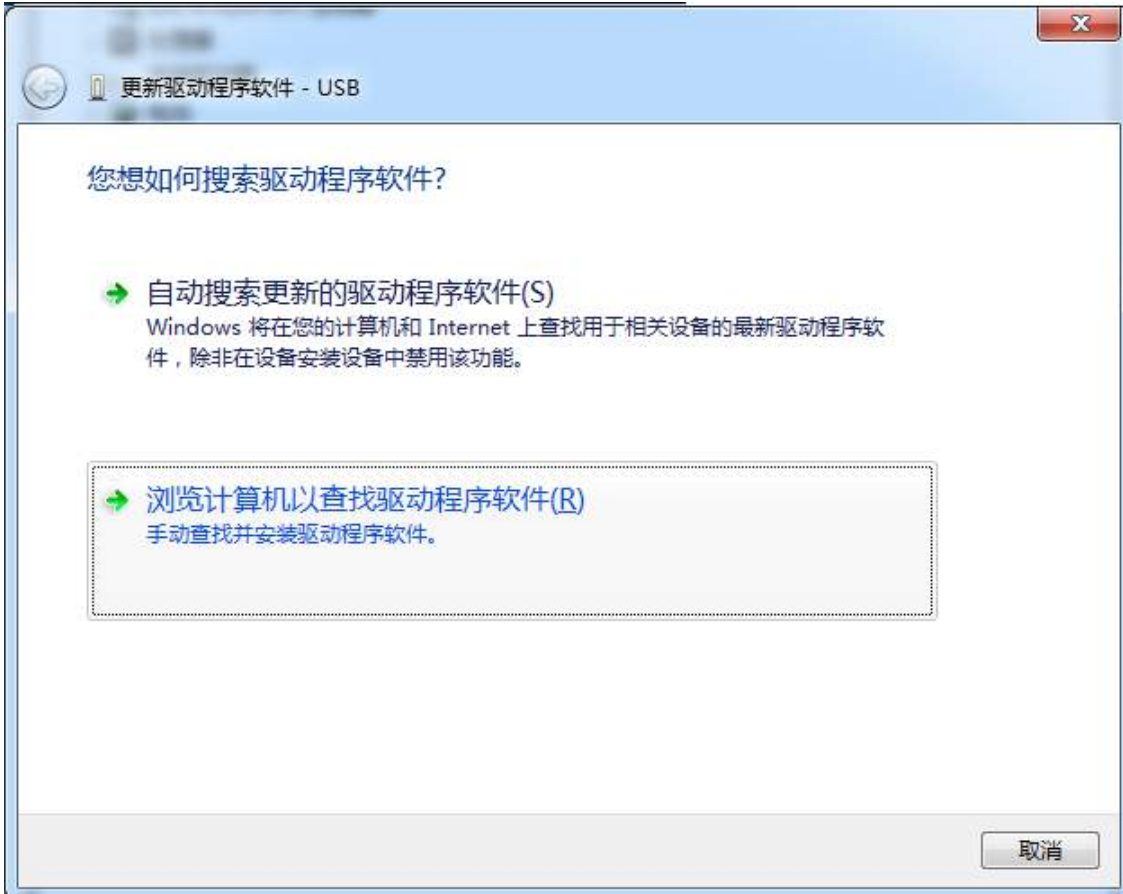 更新驱动程序软件 - USB
您想如何搜索驱动程序软件?
自动搜索更新的驱动程序软件(S)
Windows 将在您的计算机和 Internet 上查找用于相关设备的最新驱动程序软
件，除非在设备安装设备中禁用该功能。
浏览计算机以查找驱动程序软件(R)
手动查找并安装驱动程序软件。
取消